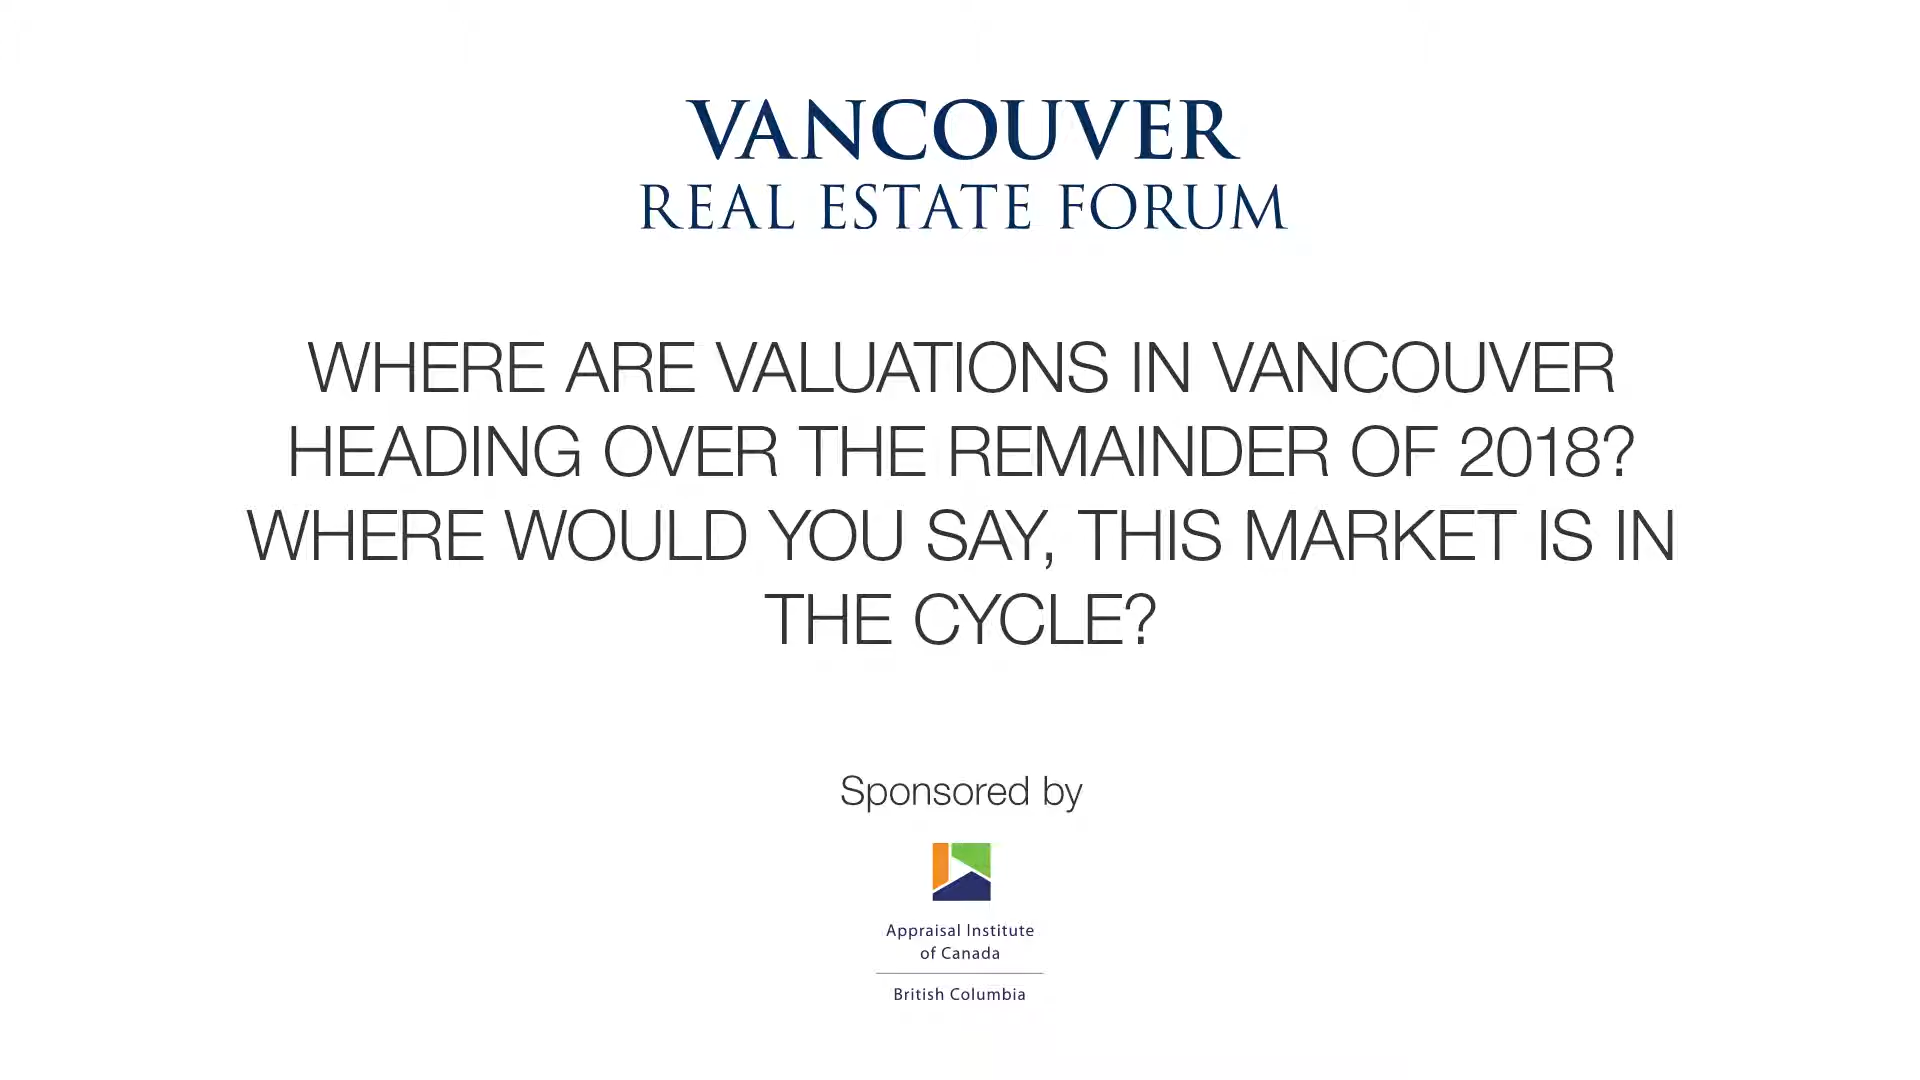 VANCOUVER
REAL ESTATE FORUM
WHERE ARE VALUATIONS IN VANCOUVER
HEADING OVER THE REMAINDER OF 2018?
WHERE WOULD YOU SAY, THIS MARKET IS IN
THE CYCLE?
Sponsored by
Appraisal Institute
of Canada
British Columbia